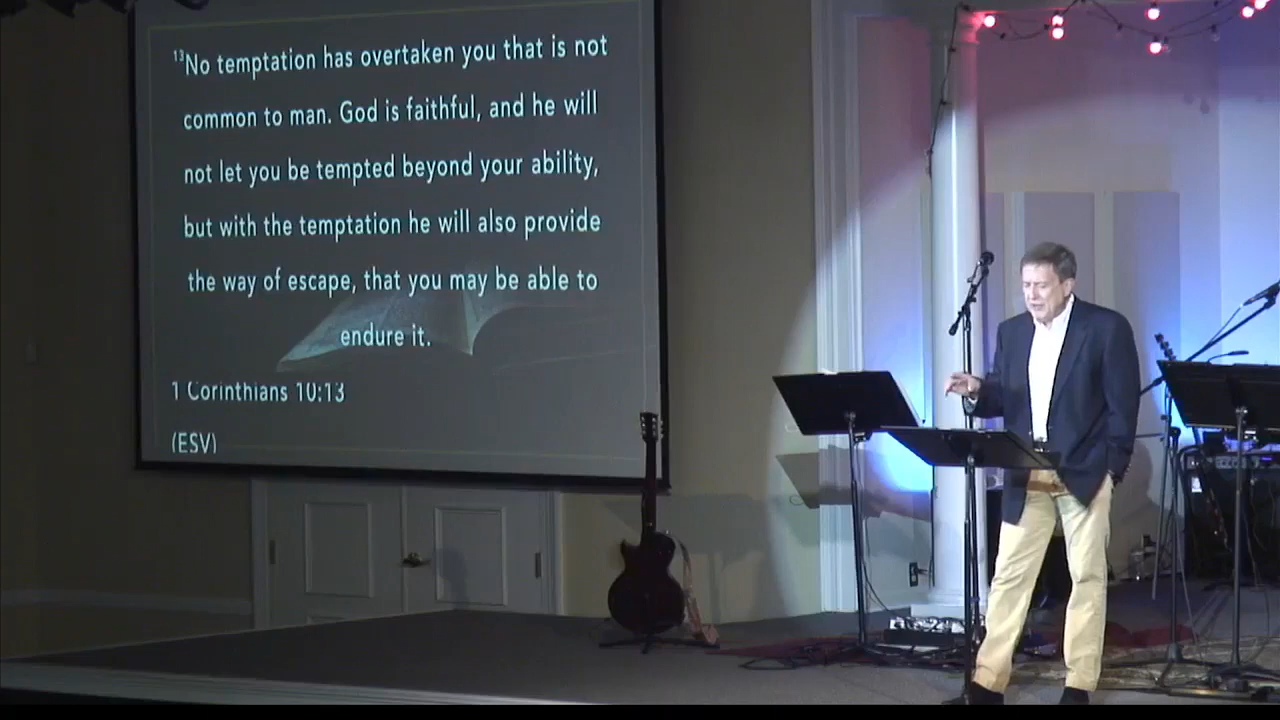 ¹³No temptation has overtaken you that is not
common to man. God is faithful, and he will
not let you be tempted beyond your ability,
but with the temptation he will also provide
the way of escape, that you may be able to
endure it.
1 Corinthians 10:13
(ESV)